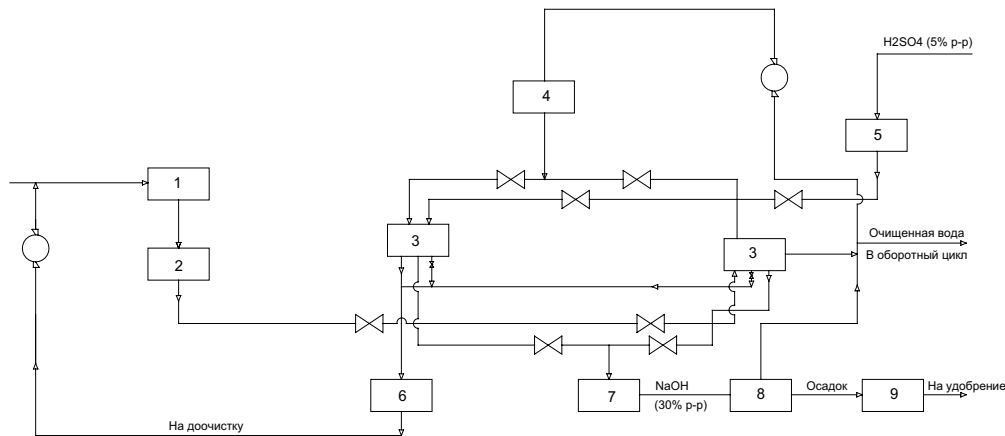 H2SO4 (5% р-р)
4
5
1
3
Очищенная вода
2
3
В оборотный цикл
6
7
NaOH
(30% р-р)
8
Осадок
9
На удобрение
На доочистку